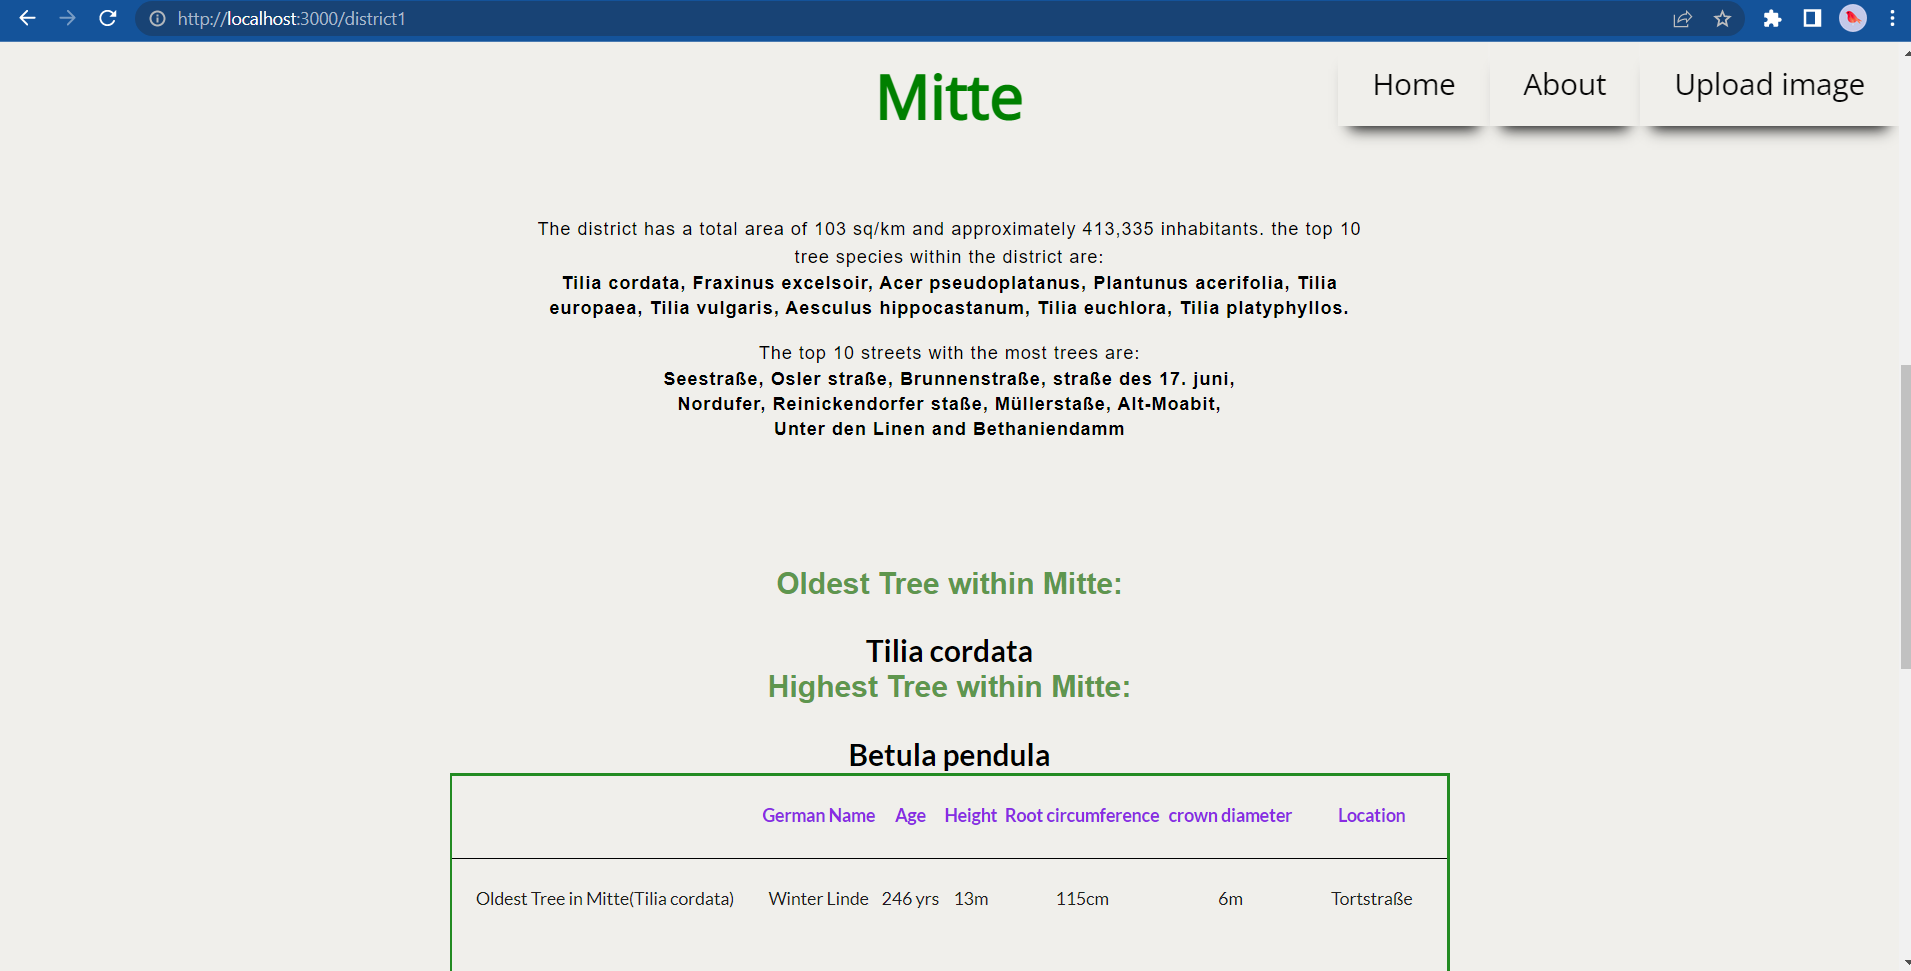 http://localhost:3000/district1
Mitte
Home About Upload image
The district has a total area of 103 sq/km and approximately 413,335 inhabitants. the top 10
tree species within the district are:
Tilia cordata, Fraxinus excelsoir, Acer pseudoplatanus, Plantunus acerifolia, Tilia
europaea, Tilia vulgaris, Aesculus hippocastanum, Tilia euchlora, Tilia platyphyllos.
The top 10 streets with the most trees are:
Seestraße, Osler straße, Brunnenstraße, straße des 17. juni,
Nordufer, Reinickendorfer staße, Müllerstaße, Alt-Moabit,
Unter den Linen and Bethaniendamm
Oldest Tree within Mitte:
Tilia cordata
Highest Tree within Mitte:
Betula pendula
German Name Age Height Root circumference crown diameter Location
Oldest Tree in Mitte(Tilia cordata) Winter Linde 246 yrs 13m 115cm 6m Tortstraße